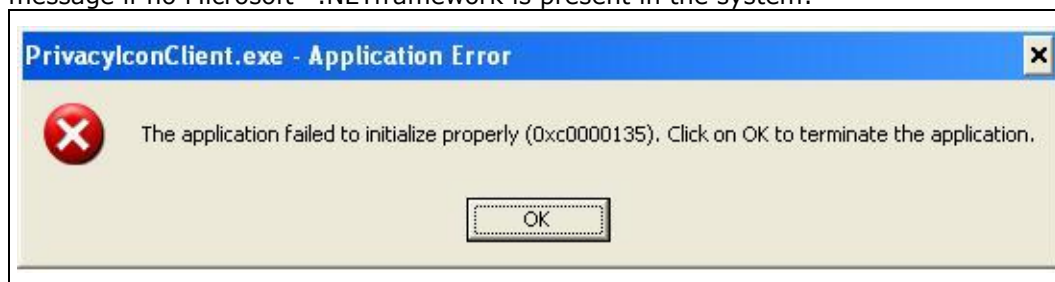 message if no Microsoft* .NETframework is present in the system:
PrivacyIconClient.exe - Application Error
The application failed to initialize properly (0xc0000135). Click on OK to terminate the application.
OK